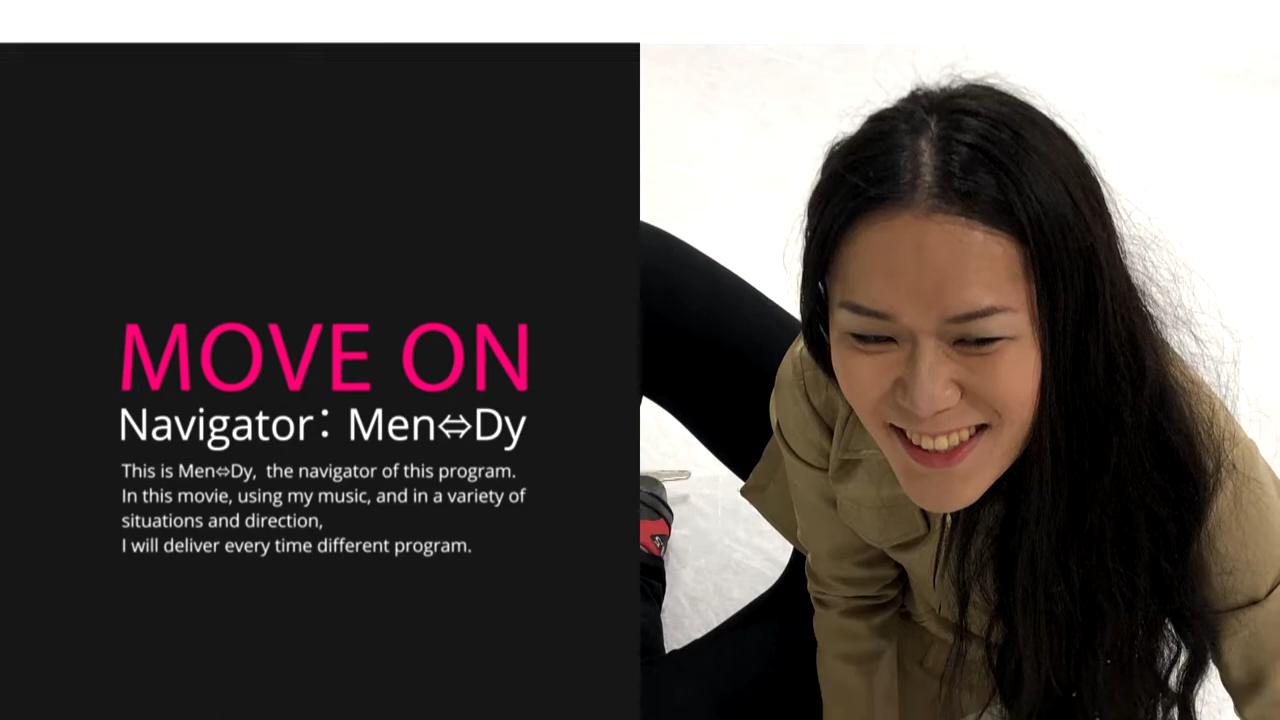 MOVE ON
Navigator： Men⇔Dy
This is Men⇔Dy,  the navigator of this program.
In this movie, using my music, and in a variety of
situations and direction,
I will deliver every time different program.